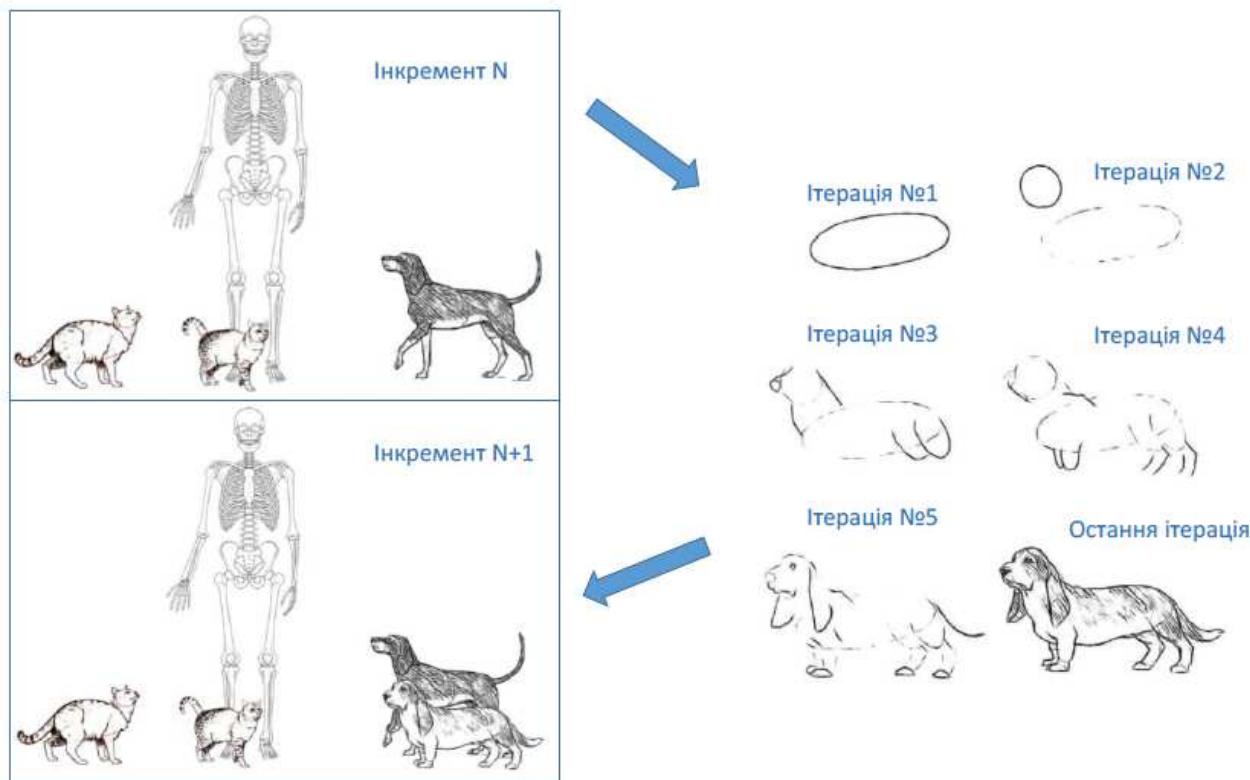 Інкремент N
Ітерація №1
Ітерація №2
Ітерація №3
Ітерація №4
Інкремент N+1
Ітерація №5
Остання ітерація